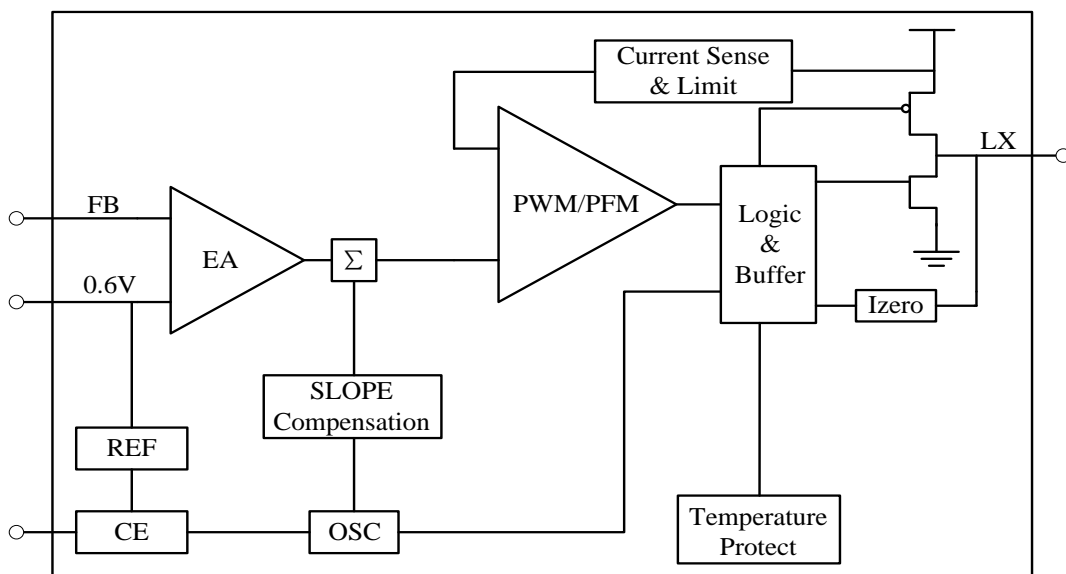 Current Sense
& Limit
LX
FB
PWM/PFM
Logic
&
Buffer
EA
Σ
0.6V
Izero
SLOPE
Compensation
REF
CE
OSC
Temperature
Protect